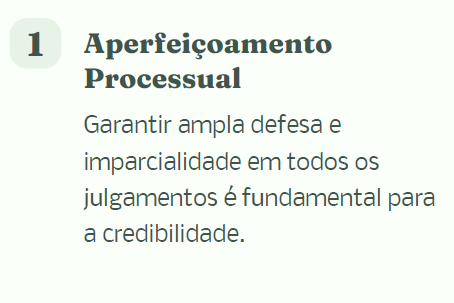 1
Aperfeiçoamento
Processual
Garantir ampla defesa e
imparcialidade em todos os
julgamentos é fundamental para
a credibilidade.